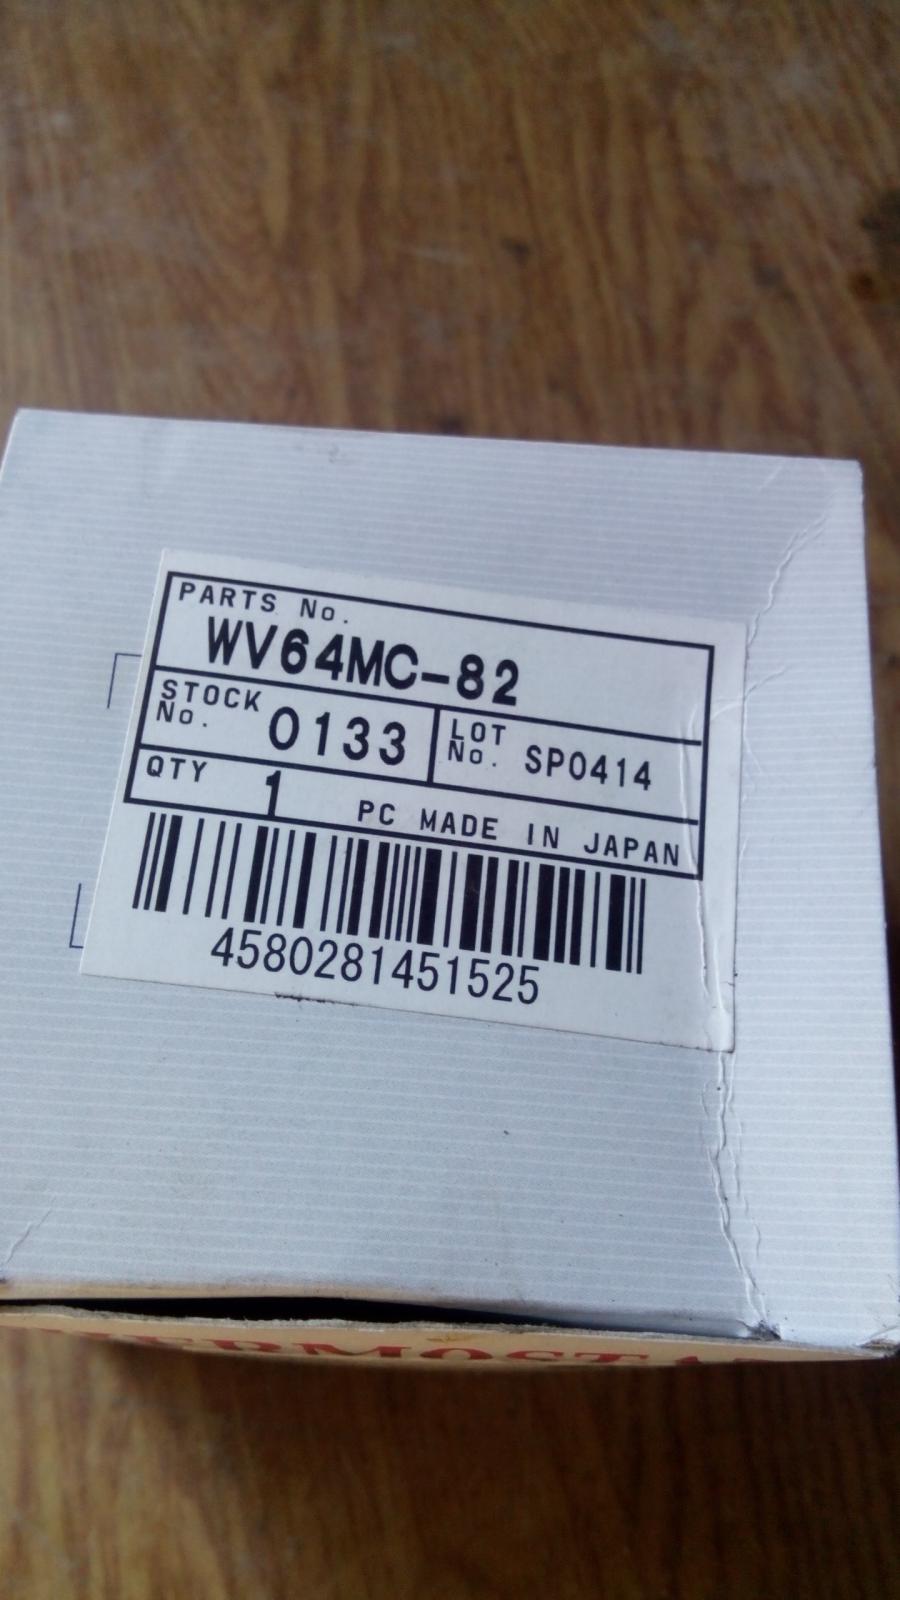 PARTS No.
WV64MC-82
STOCK No. 0133
LOT No. SP0414
QTY 1 PC MADE IN JAPAN
4580281451525